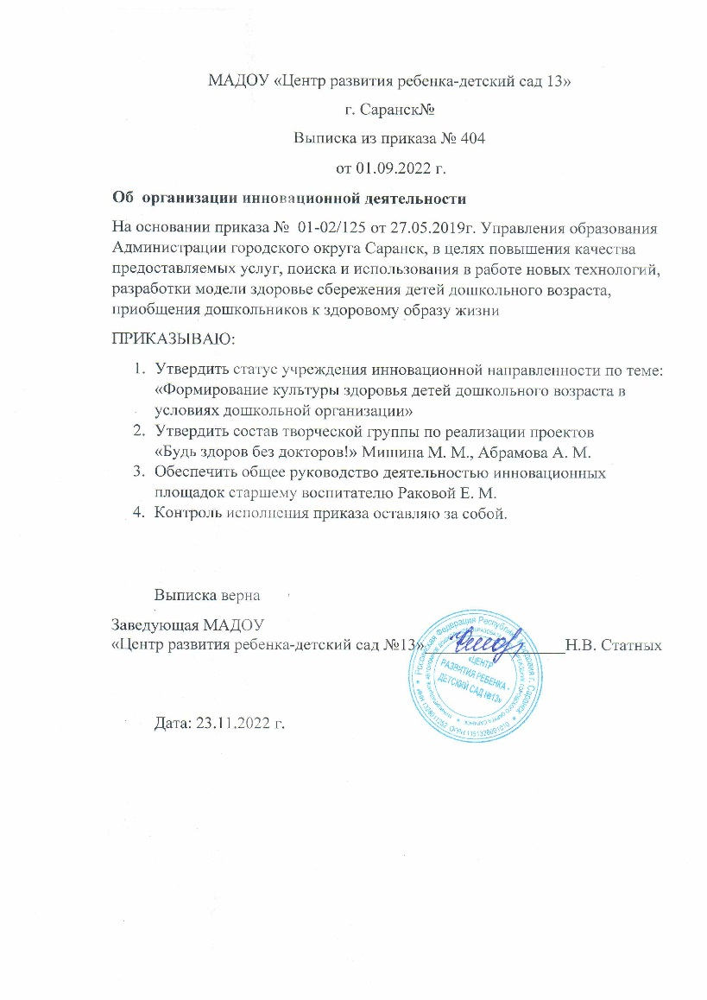 МАДОУ «Центр развития ребенка-детский сад 13»
г. Саранск№
Выписка из приказа № 404
от 01.09.2022 г.
Об организации инновационной деятельности
На основании приказа № 01-02/125 от 27.05.2019г. Управления образования
Администрации городского округа Саранск, в целях повышения качества
предоставляемых услуг, поиска и использования в работе новых технологий,
разработки модели здоровье сбережения детей дошкольного возраста,
приобщения дошкольников к здоровому образу жизни
ПРИКАЗЫВАЮ:
1. Утвердить статус учреждения инновационной направленности по теме:
«Формирование культуры здоровья детей дошкольного возраста в
условиях дошкольной организации»
2. Утвердить состав творческой группы по реализации проектов
«Будь здоров без докторов!» Мишина М. М., Абрамова А. М.
3. Обеспечить общее руководство деятельностью инновационных
площадок старшему воспитателю Раковой Е. М.
4. Контроль исполнения приказа оставляю за собой.
Выписка верна
Заведующая МАДОУ
«Центр развития ребенка-детский сад №13» Н.В. Статных
Российская Федерация г. Саранск
«ЦЕНТР
РАЗВИТИЯ РЕБЕНКА -
ДЕТСКИЙ САД №13»
Дата: 23.11.2022 г.